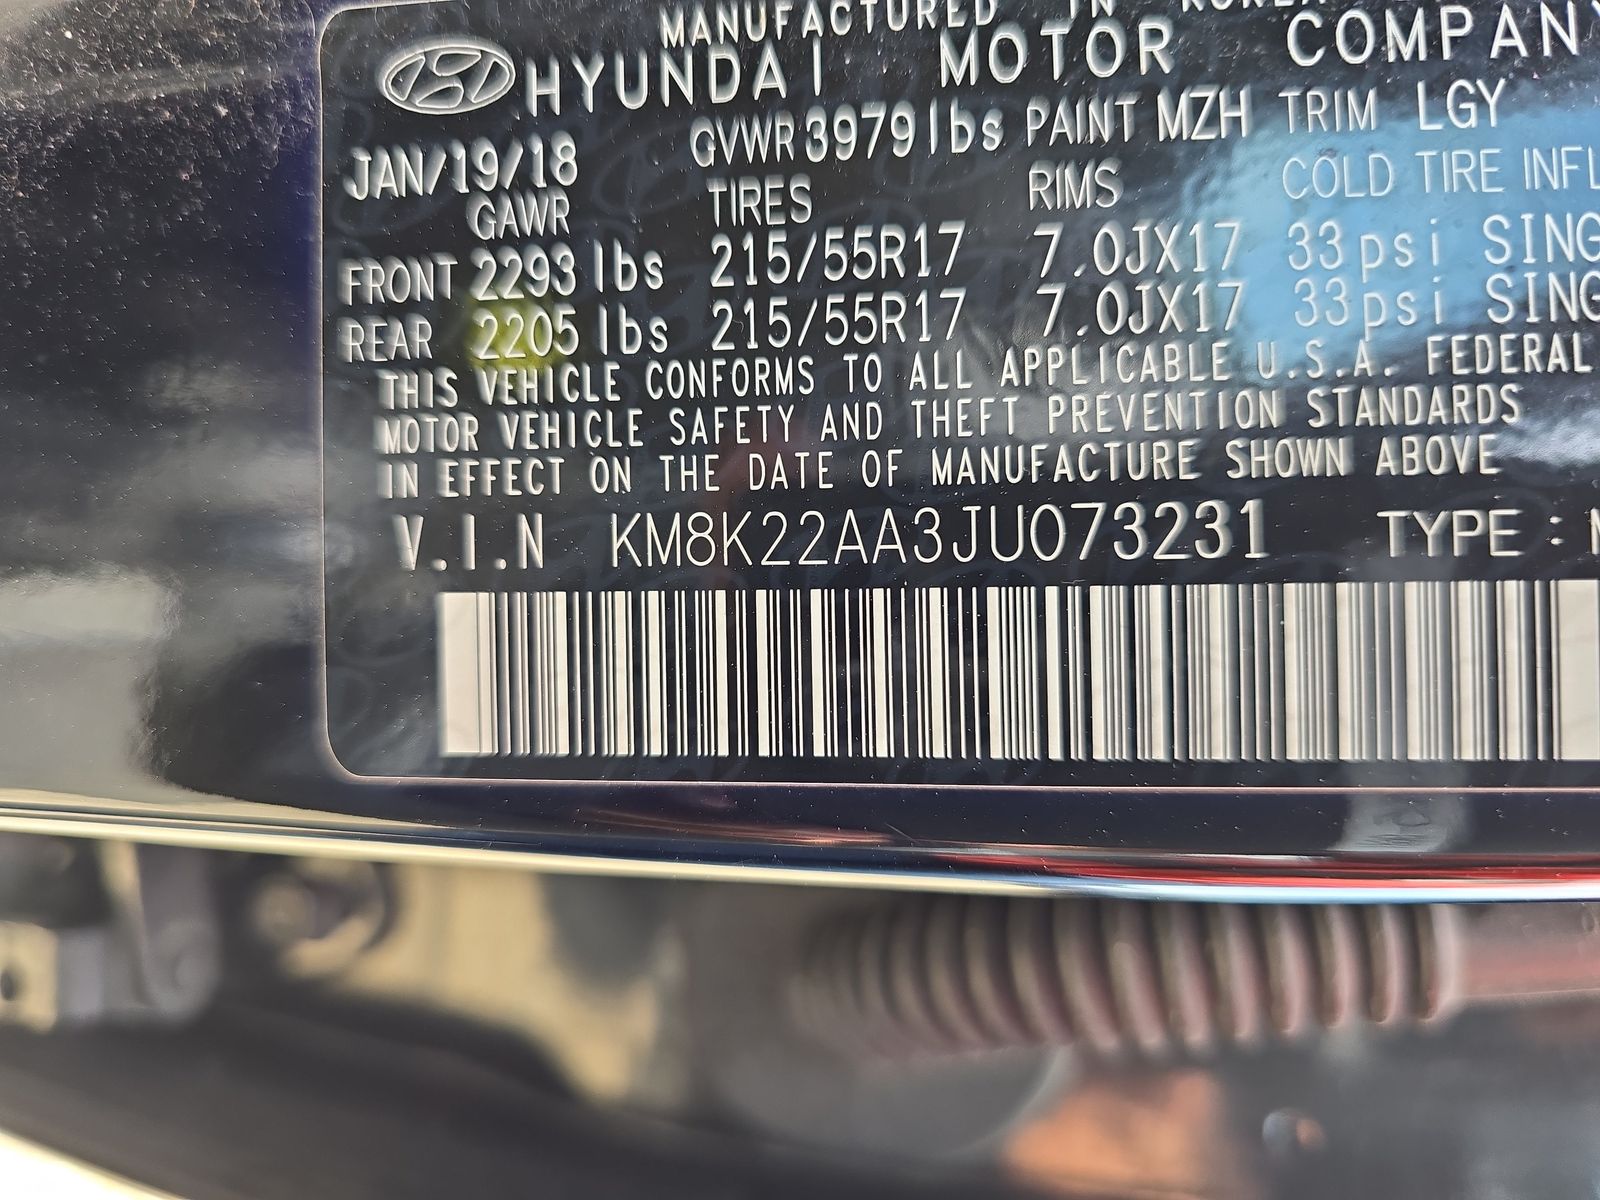 MANUFACTURED IN KOREA
HYUNDAI MOTOR COMPANY
JAN/19/18 GVWR 3979 lbs PAINT MZH TRIM LGY
GAWR TIRES RIMS COLD TIRE INFL
FRONT 2293 lbs 215/55R17 7.0JX17 33psi SING
REAR 2205 lbs 215/55R17 7.0JX17 33psi SING
THIS VEHICLE CONFORMS TO ALL APPLICABLE U.S.A. FEDERAL
MOTOR VEHICLE SAFETY AND THEFT PREVENTION STANDARDS
IN EFFECT ON THE DATE OF MANUFACTURE SHOWN ABOVE
V.I.N KM8K22AA3JU073231 TYPE :